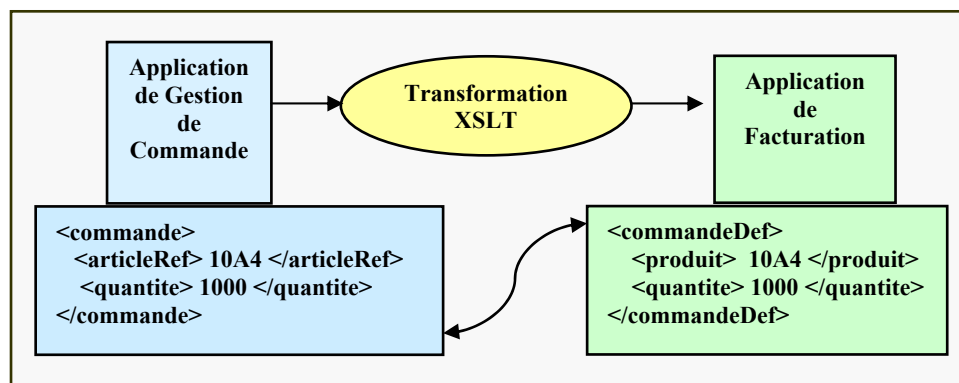 Application
de Gestion
de
Commande
Transformation
XSLT
Application
de
Facturation
<commande>
<articleRef> 10A4 </articleRef>
<quantite> 1000 </quantite>
</commande>
<commandeDef>
<produit> 10A4 </produit>
<quantite> 1000 </quantite>
</commandeDef>